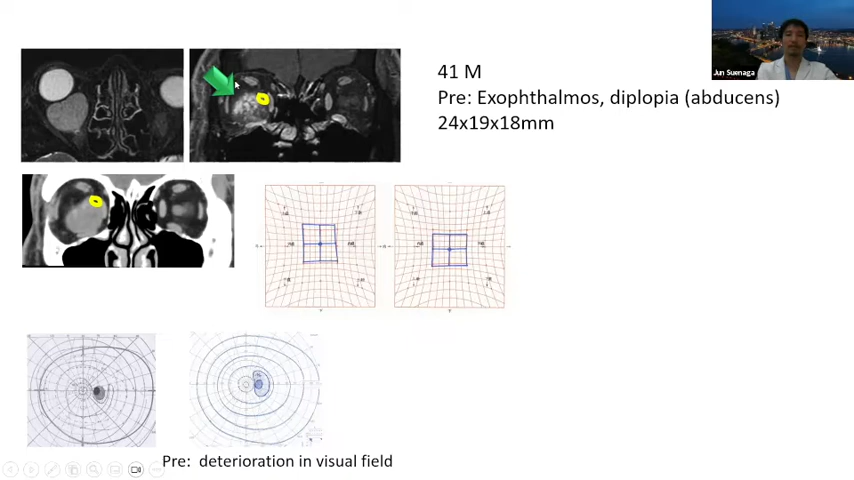 Jun Suenaga
41 M
Pre: Exophthalmos, diplopia (abducens)
24x19x18mm
Pre:  deterioration in visual field